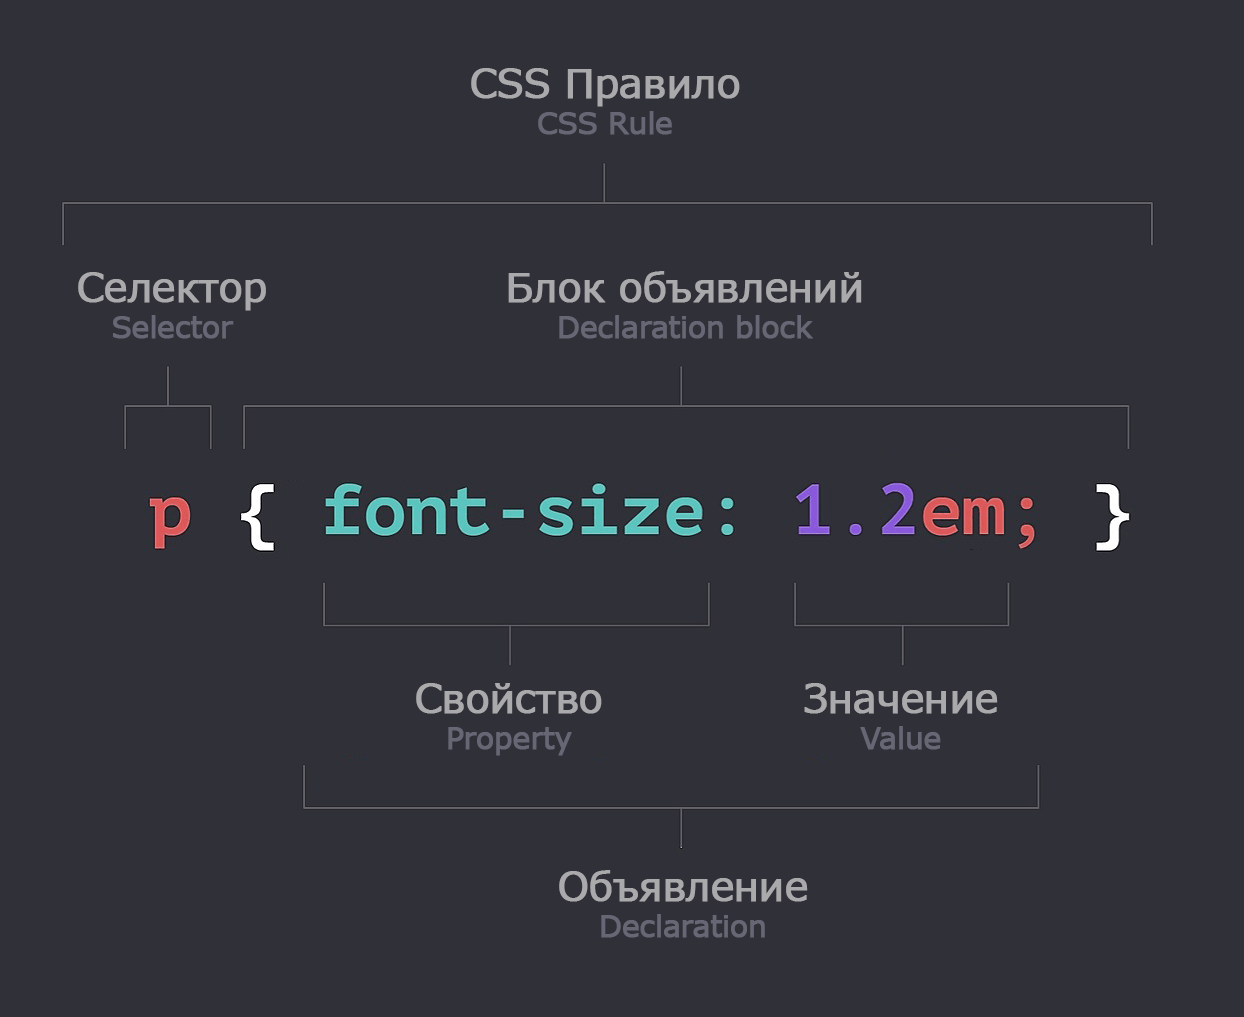 CSS Правило
CSS Rule
Селектор
Selector
Блок объявлений
Declaration block
p { font-size: 1.2em; }
Свойство
Property
Значение
Value
Объявление
Declaration